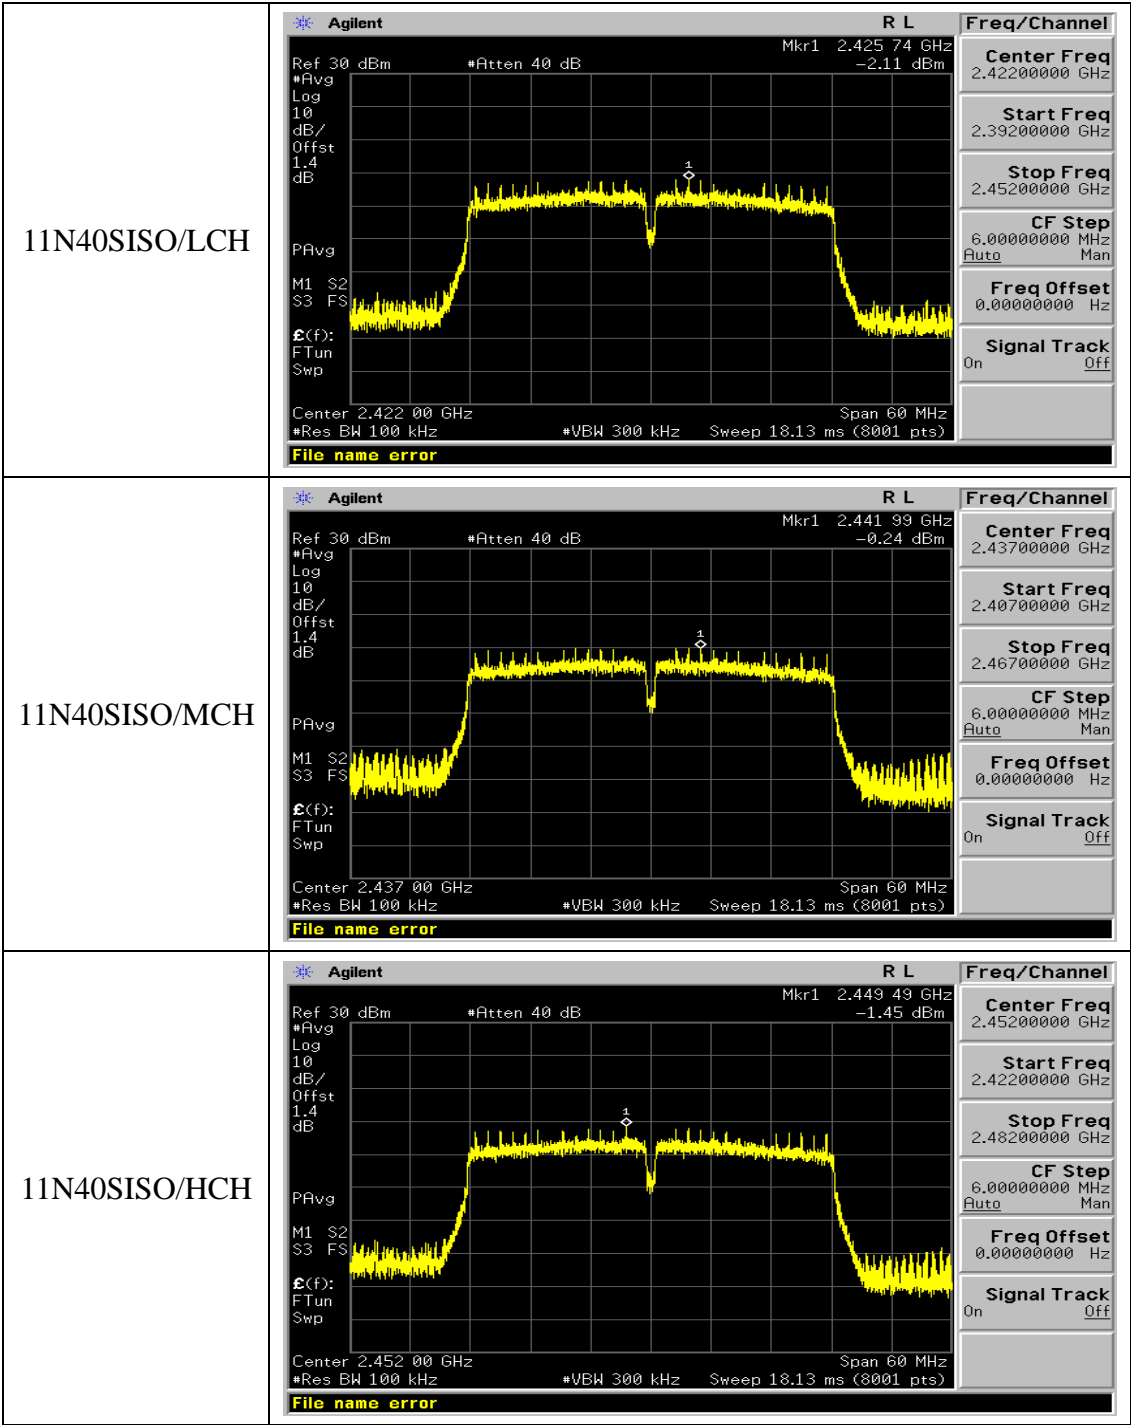 11N40SISO/LCH
Agilent R L Freq/Channel
Mkr1 2.425 74 GHz
Ref 30 dBm #Atten 40 dB -2.11 dBm
#Avg
Log
10
dB/
Offst
1.4
dB
PAvg
M1 S2
S3 FS
£(f):
FTun
Swp
1
Center 2.422 00 GHz Span 60 MHz
#Res BW 100 kHz #VBW 300 kHz Sweep 18.13 ms (8001 pts)
File name error
Center Freq
2.42200000 GHz
Start Freq
2.39200000 GHz
Stop Freq
2.45200000 GHz
CF Step
6.00000000 MHz
Auto Man
Freq Offset
0.00000000 Hz
Signal Track
On Off
11N40SISO/MCH
Agilent R L Freq/Channel
Mkr1 2.441 99 GHz
Ref 30 dBm #Atten 40 dB -0.24 dBm
#Avg
Log
10
dB/
Offst
1.4
dB
PAvg
M1 S2
S3 FS
£(f):
FTun
Swp
1
Center 2.437 00 GHz Span 60 MHz
#Res BW 100 kHz #VBW 300 kHz Sweep 18.13 ms (8001 pts)
File name error
Center Freq
2.43700000 GHz
Start Freq
2.40700000 GHz
Stop Freq
2.46700000 GHz
CF Step
6.00000000 MHz
Auto Man
Freq Offset
0.00000000 Hz
Signal Track
On Off
11N40SISO/HCH
Agilent R L Freq/Channel
Mkr1 2.449 49 GHz
Ref 30 dBm #Atten 40 dB -1.45 dBm
#Avg
Log
10
dB/
Offst
1.4
dB
PAvg
M1 S2
S3 FS
£(f):
FTun
Swp
1
Center 2.452 00 GHz Span 60 MHz
#Res BW 100 kHz #VBW 300 kHz Sweep 18.13 ms (8001 pts)
File name error
Center Freq
2.45200000 GHz
Start Freq
2.42200000 GHz
Stop Freq
2.48200000 GHz
CF Step
6.00000000 MHz
Auto Man
Freq Offset
0.00000000 Hz
Signal Track
On Off